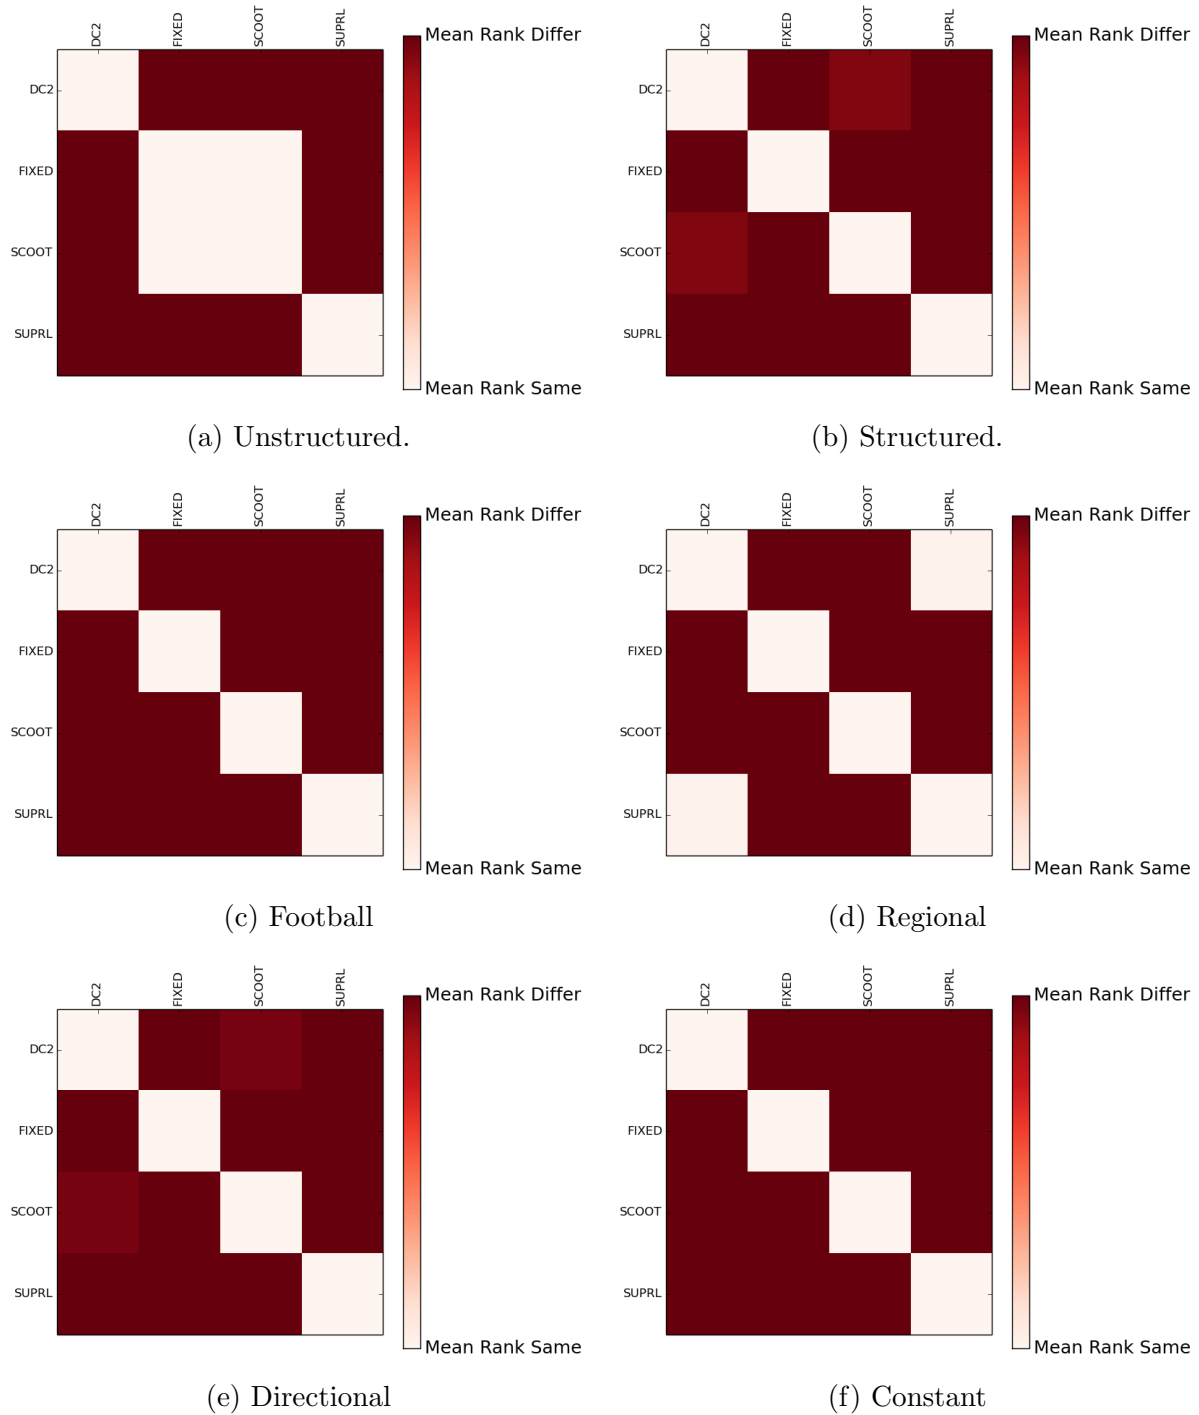 DC2 FIXED SCOOT SUPRL
Mean Rank Differ
DC2
FIXED
SCOOT
SUPRL
Mean Rank Same
(a) Unstructured.
DC2 FIXED SCOOT SUPRL
Mean Rank Differ
DC2
FIXED
SCOOT
SUPRL
Mean Rank Same
(b) Structured.
DC2 FIXED SCOOT SUPRL
Mean Rank Differ
DC2
FIXED
SCOOT
SUPRL
Mean Rank Same
(c) Football
DC2 FIXED SCOOT SUPRL
Mean Rank Differ
DC2
FIXED
SCOOT
SUPRL
Mean Rank Same
(d) Regional
DC2 FIXED SCOOT SUPRL
Mean Rank Differ
DC2
FIXED
SCOOT
SUPRL
Mean Rank Same
(e) Directional
DC2 FIXED SCOOT SUPRL
Mean Rank Differ
DC2
FIXED
SCOOT
SUPRL
Mean Rank Same
(f) Constant